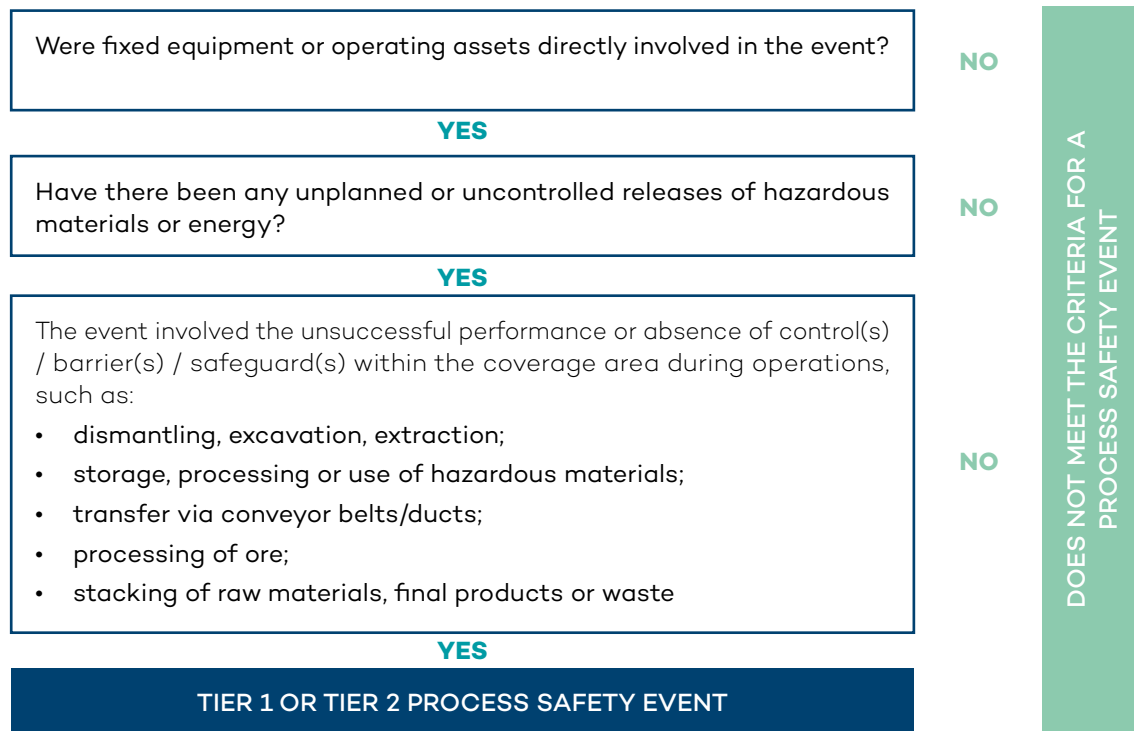 Were fixed equipment or operating assets directly involved in the event?
NO
YES
Have there been any unplanned or uncontrolled releases of hazardous
materials or energy?
NO
YES
The event involved the unsuccessful performance or absence of control(s)
/ barrier(s) / safeguard(s) within the coverage area during operations,
such as:
• dismantling, excavation, extraction;
• storage, processing or use of hazardous materials;
• transfer via conveyor belts/ducts;
• processing of ore;
• stacking of raw materials, final products or waste
NO
YES
TIER 1 OR TIER 2 PROCESS SAFETY EVENT
DOES NOT MEET THE CRITERIA FOR A
PROCESS SAFETY EVENT